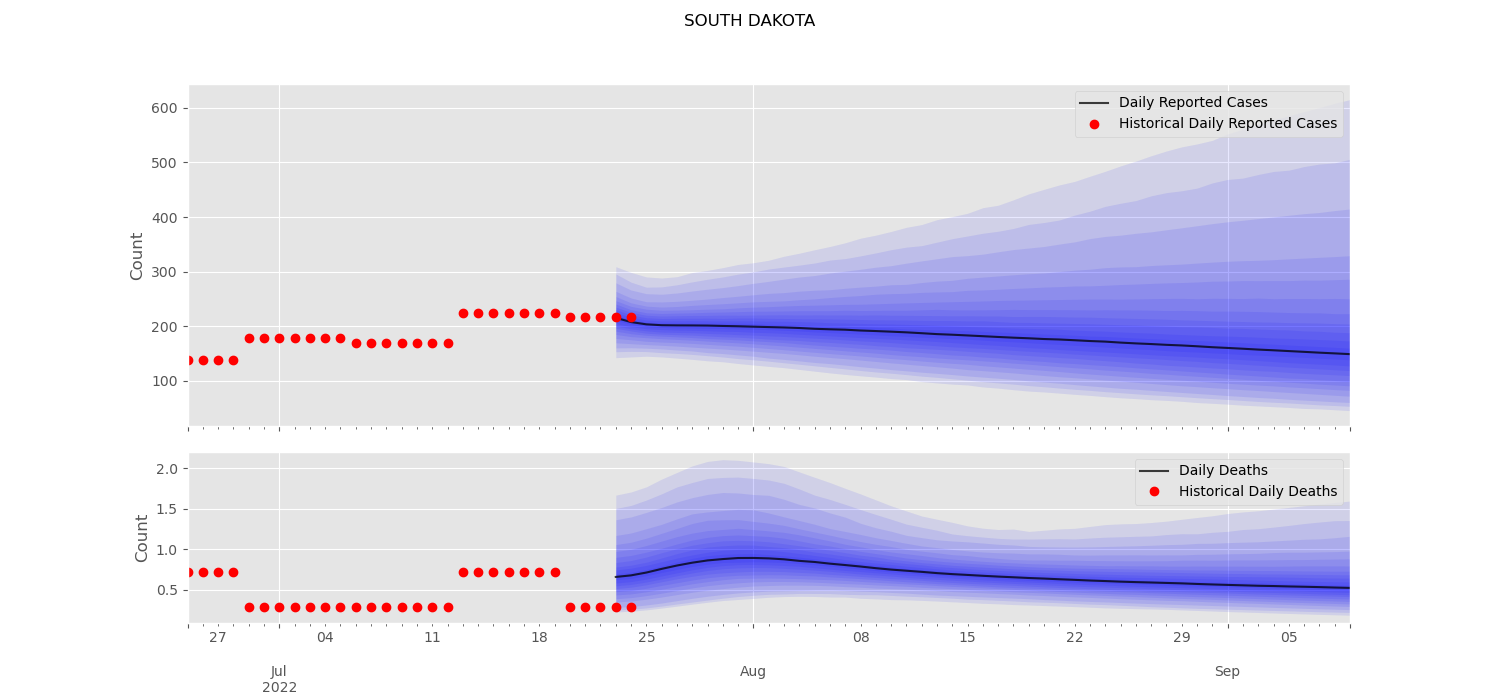 SOUTH DAKOTA
600
500
400
300
200
100
Count
Daily Reported Cases
Historical Daily Reported Cases
2.0
1.5
1.0
0.5
Count
Daily Deaths
Historical Daily Deaths
27 04 11 18 25 08 15 22 29 05
Jul Aug Sep
2022